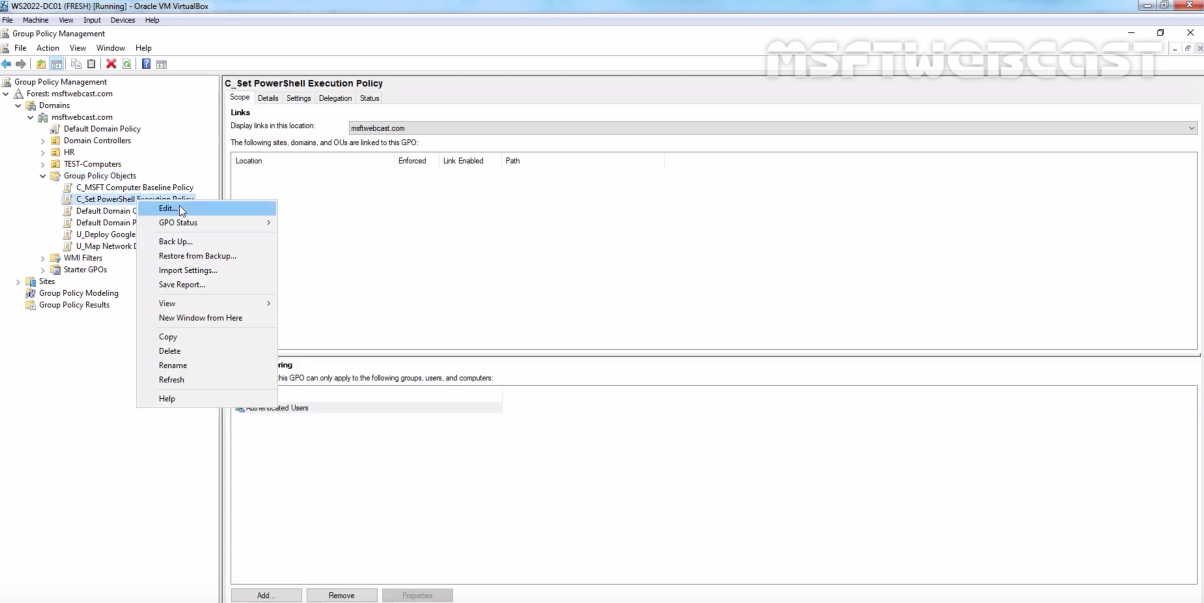 WS2022-DC01 (FRESH) [Running] - Oracle VM VirtualBox
File Machine View Input Devices Help
Group Policy Management
File Action View Window Help
MSFTWEBCAST
Group Policy Management
Forest: msftwebcast.com
Domains
msftwebcast.com
Default Domain Policy
Domain Controllers
HR
TEST-Computers
Group Policy Objects
C_MSFT Computer Baseline Policy
C_Set PowerShell Execution Policy
Default Domain C
Default Domain P
U_Deploy Google
U_Map Network D
WMI Filters
Starter GPOs
Sites
Group Policy Modeling
Group Policy Results
Edit...
GPO Status
Back Up...
Restore from Backup...
Import Settings...
Save Report...
View
New Window from Here
Copy
Delete
Rename
Refresh
Help
C_Set PowerShell Execution Policy
Scope Details Settings Delegation Status
Links
Display links in this location: msftwebcast.com
The following sites, domains, and OUs are linked to this GPO:
Location Enforced Link Enabled Path
ring
this GPO can only apply to the following groups, users, and computers:
Authenticated Users
Add... Remove Properties